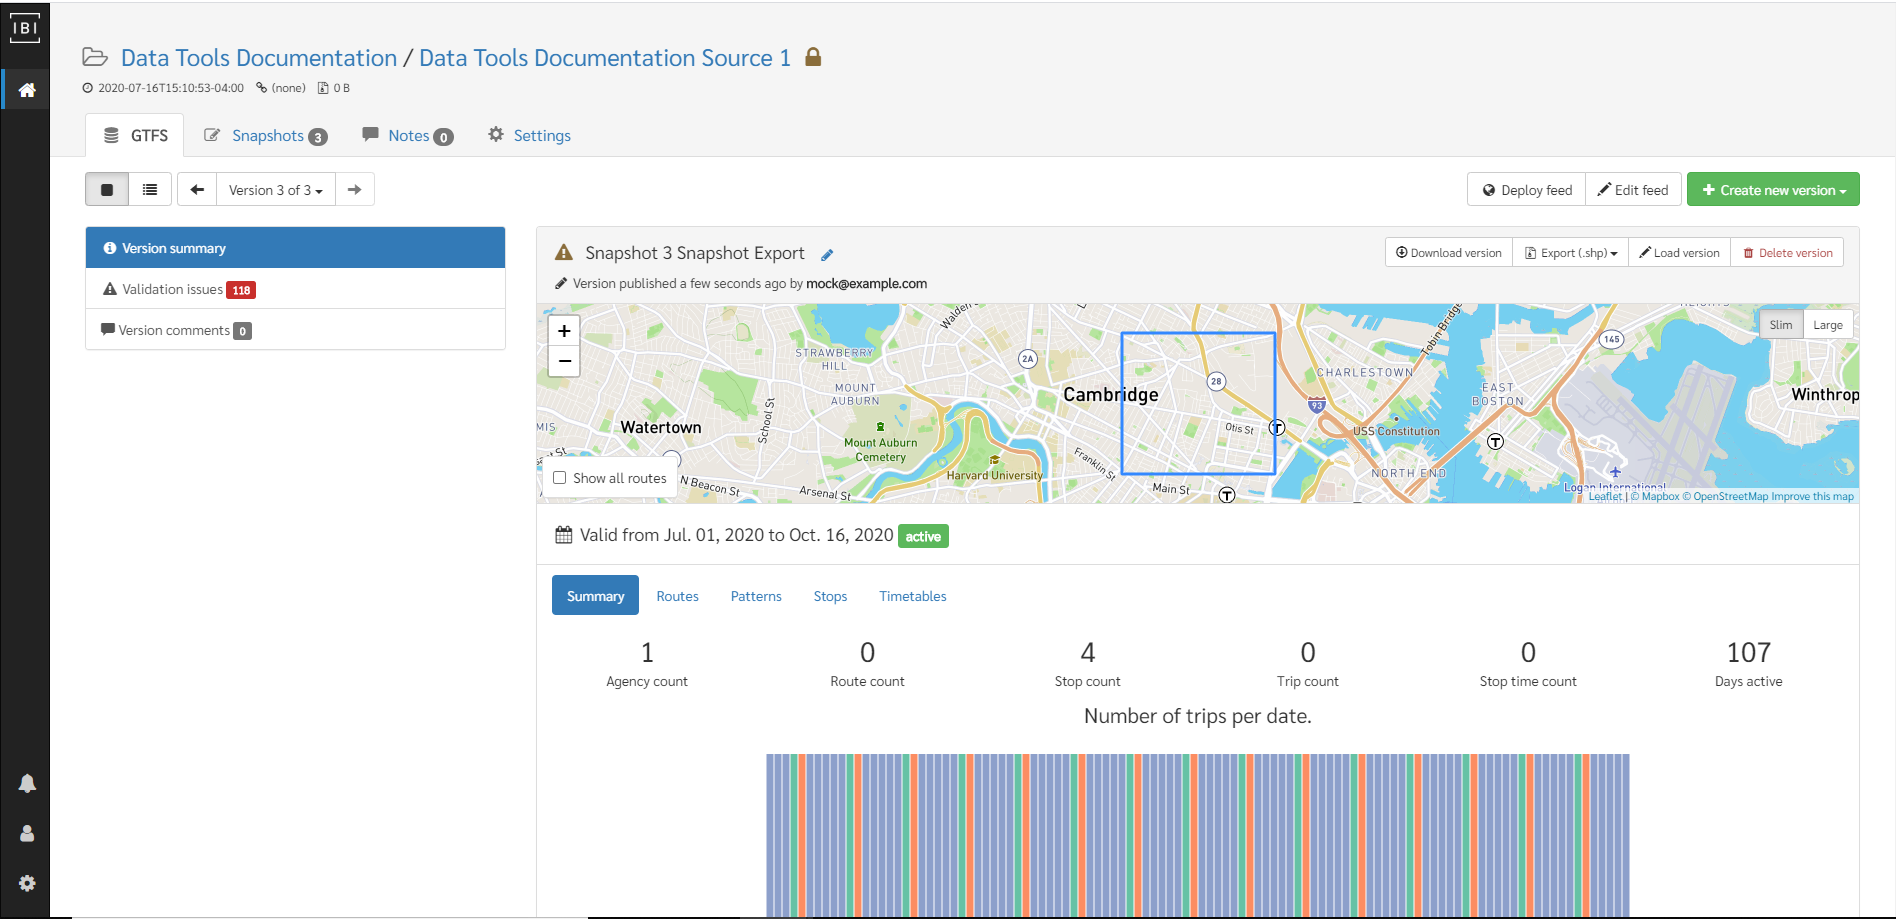 IBI
Data Tools Documentation / Data Tools Documentation Source 1
2020-07-16T15:10:53-04:00 (none) 0 B
GTFS Snapshots 3 Notes 0 Settings
Version 3 of 3 Deploy feed Edit feed Create new version
Version summary
Validation issues 118
Version comments 0
Snapshot 3 Snapshot Export
Download version Export (.shp) Load version Delete version
Version published a few seconds ago by mock@example.com
+
−
Slim Large
Walden St
Tobin Bridge
STRAWBERRY
HILL
2A
145
MOUNT
AUBURN
28
CHARLESTOWN
EAST
BOSTON
Cambridge
93
Winthrop
School St
Watertown
Otis St
T
USS Constitution
T
Mount Auburn
Cemetery
Harvard University
Franklin St
NORTH END
Show all routes
N Beacon St
Arsenal St
Main St
T
Logan International
Leaflet | © Mapbox © OpenStreetMap Improve this map
Valid from Jul. 01, 2020 to Oct. 16, 2020 active
Summary Routes Patterns Stops Timetables
1 0 4 0 0 107
Agency count Route count Stop count Trip count Stop time count Days active
Number of trips per date.